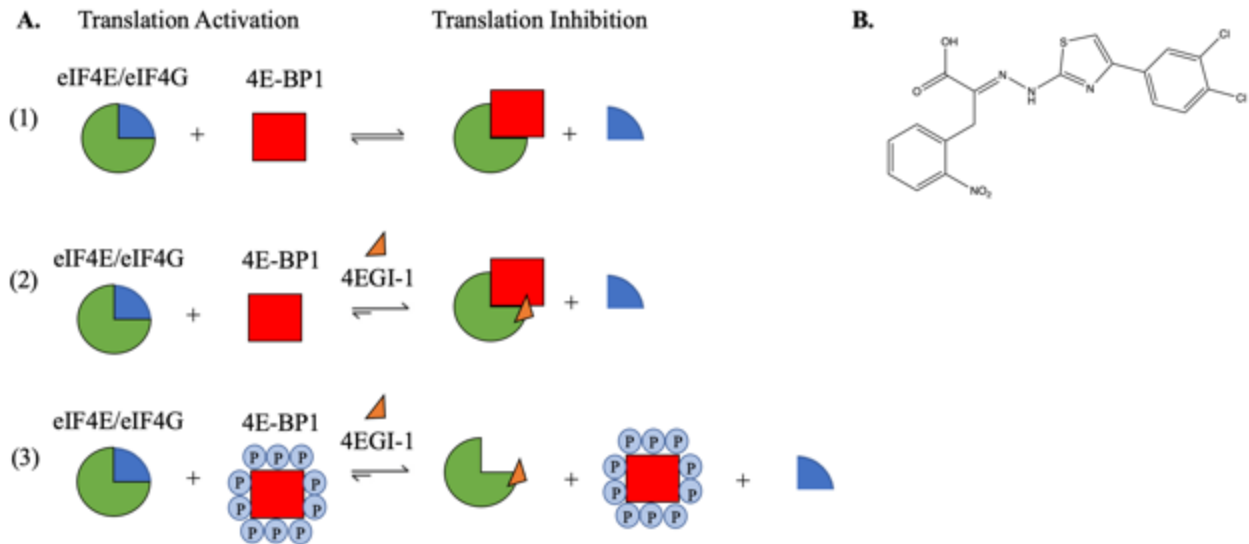 A. Translation Activation Translation Inhibition B.
eIF4E/eIF4G 4E-BP1
(1) + +
eIF4E/eIF4G 4E-BP1
4EGI-1
(2) + +
eIF4E/eIF4G 4E-BP1
4EGI-1
P P P P P P
(3) + P P + P P +
P P P P
P P P P P P
OH
O
N
N
H
S
N
Cl
Cl
NO2